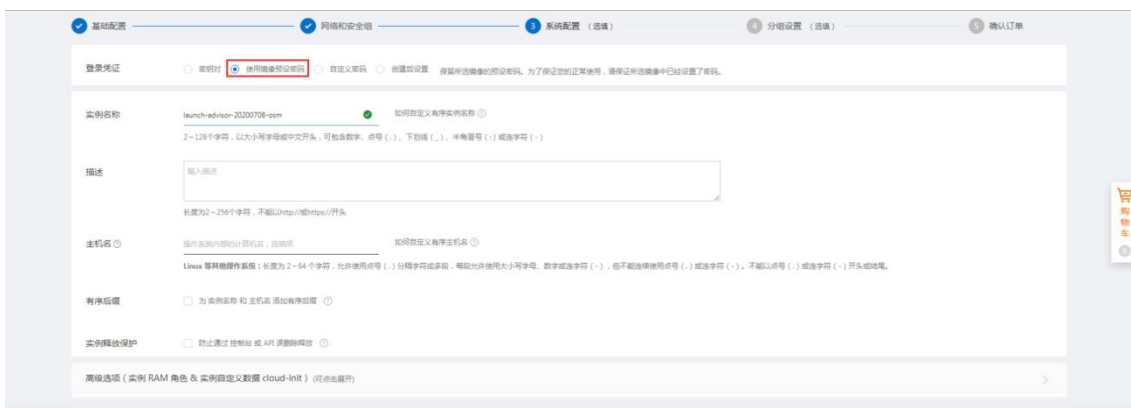 基础配置
网络和安全组
3 系统配置 (选填)
4 分组设置 (选填)
5 确认订单
登录凭证
密钥对 使用镜像预设密码 自定义密码 创建后设置 保留所选镜像的预设密码。为了保证您的正常使用，请保证所选镜像中已经设置了密码。
实例名称
launch-advisor-20200708-osm 如何自定义有序实例名称 ?
2－128个字符，以大小写字母或中文开头，可包含数字、点号 (.) 、下划线 (_) 、半角冒号 (:) 或连字符 (-)
描述
输入描述
长度为2－256个字符，不能以http://或https://开头
主机名 ?
操作系统内部的计算机名，选填项 如何自定义有序主机名 ?
Linux 等其他操作系统：长度为 2－64 个字符，允许使用点号 (.) 分隔字符成多段，每段允许使用大小写字母、数字或连字符 (-) ，但不能连续使用点号 (.) 或连字符 (-) 。不能以点号 (.) 或连字符 (-) 开头或结尾。
有序后缀
为 实例名称 和 主机名 添加有序后缀 ?
实例释放保护
防止通过 控制台 或 API 误删除释放 ?
高级选项 ( 实例 RAM 角色 & 实例自定义数据 cloud-init ) (可点击展开)
购物车
0